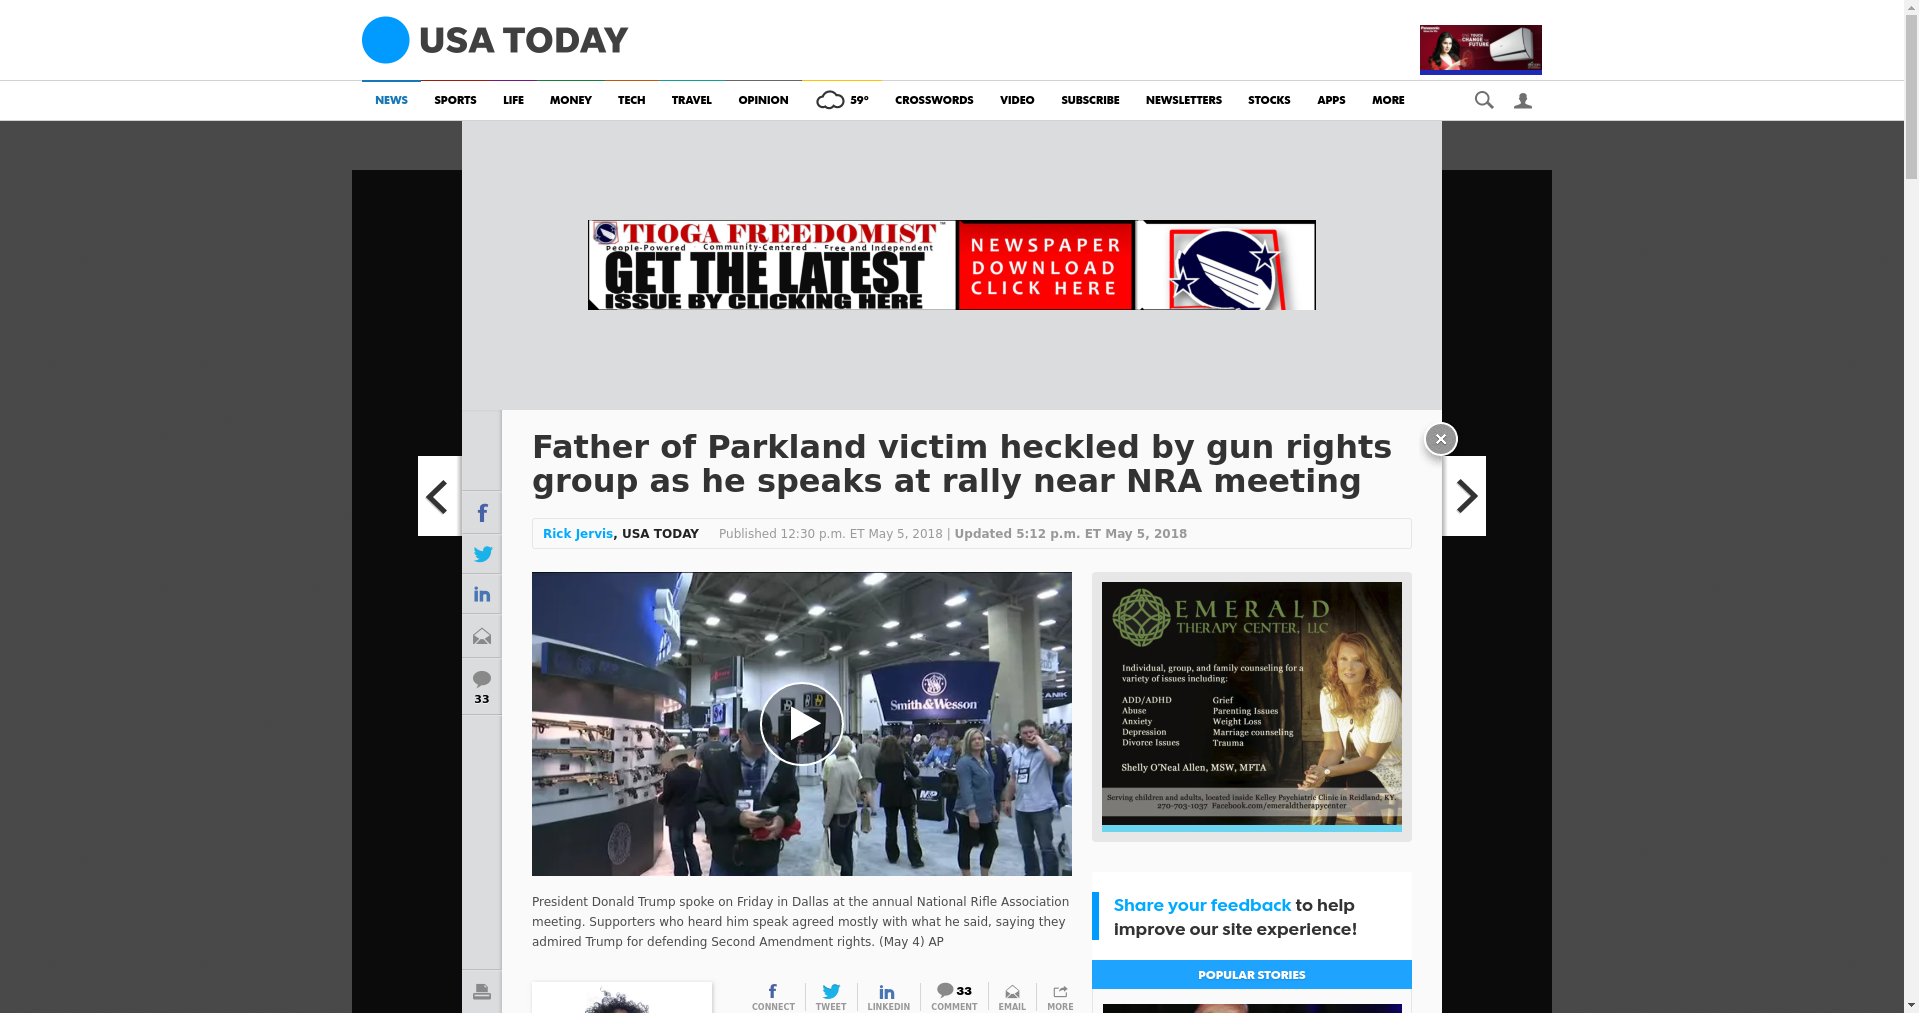 USA TODAY
NEWS
SPORTS
LIFE
MONEY
TECH
TRAVEL
OPINION
59°
CROSSWORDS
VIDEO
SUBSCRIBE
NEWSLETTERS
STOCKS
APPS
MORE
TIOGA FREEDOMIST
People-Powered Community-Centered · Free and Independent
GET THE LATEST
ISSUE BY CLICKING HERE
NEWSPAPER
DOWNLOAD
CLICK HERE
Father of Parkland victim heckled by gun rights
group as he speaks at rally near NRA meeting
Rick Jervis, USA TODAY Published 12:30 p.m. ET May 5, 2018 | Updated 5:12 p.m. ET May 5, 2018
33
Smith & Wesson
M&P
EMERALD
THERAPY CENTER, LLC
Individual, group, and family counseling for a
variety of issues including:
ADD/ADHD
Abuse
Anxiety
Depression
Divorce Issues
Grief
Parenting Issues
Weight Loss
Marriage counseling
Trauma
Shelly O'Neal Allen, MSW, MFTA
Serving children and adults, located inside Kelley Psychiatric Clinic in Reidland, KY.
270-703-1037 Facebook.com/emeraldtherapycenter
President Donald Trump spoke on Friday in Dallas at the annual National Rifle Association
meeting. Supporters who heard him speak agreed mostly with what he said, saying they
admired Trump for defending Second Amendment rights. (May 4) AP
Share your feedback to help
improve our site experience!
POPULAR STORIES
CONNECT
TWEET
LINKEDIN
33
COMMENT
EMAIL
MORE